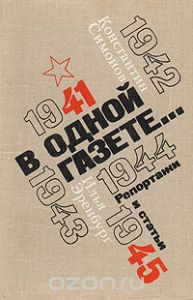 Константин Симонов
1942
1941
В ОДНОЙ
ГАЗЕТЕ...
1943
1944
Илья Эренбург
Репортажи
и статьи
1945
ozon.ru